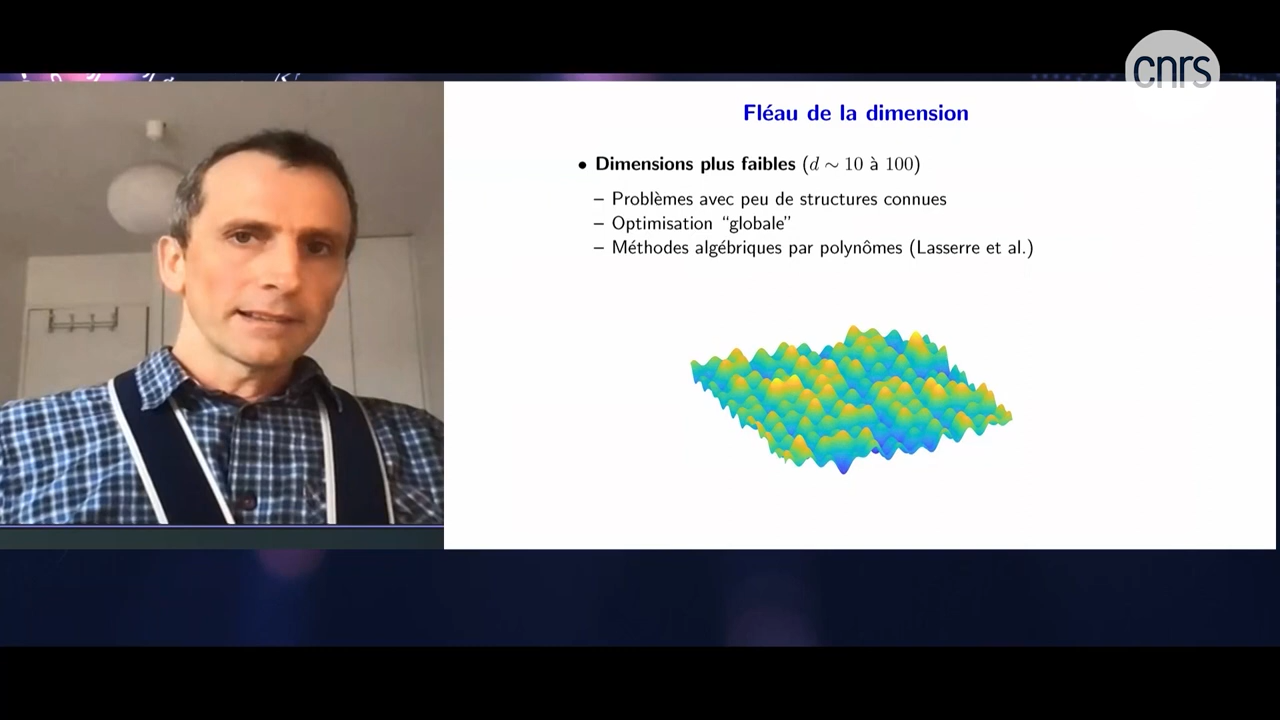 cnrs
Fléau de la dimension
• Dimensions plus faibles (d ∼ 10 à 100)
– Problèmes avec peu de structures connues
– Optimisation “globale”
– Méthodes algébriques par polynômes (Lasserre et al.)